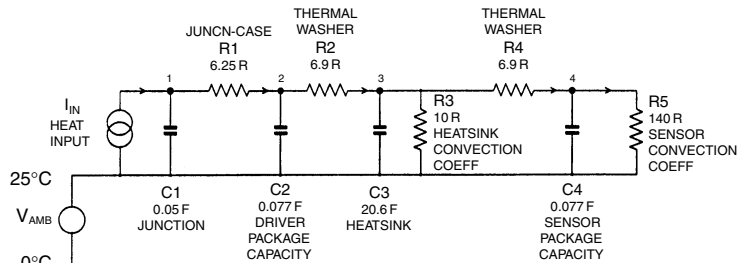 JUNCN-CASE
R1
6.25 R
THERMAL
WASHER
R2
6.9 R
THERMAL
WASHER
R4
6.9 R
1
2
3
4
I_IN
HEAT
INPUT
R3
10 R
HEATSINK
CONVECTION
COEFF
R5
140 R
SENSOR
CONVECTION
COEFF
25°C
V_AMB
0°C
C1
0.05 F
JUNCTION
C2
0.077 F
DRIVER
PACKAGE
CAPACITY
C3
20.6 F
HEATSINK
C4
0.077 F
SENSOR
PACKAGE
CAPACITY